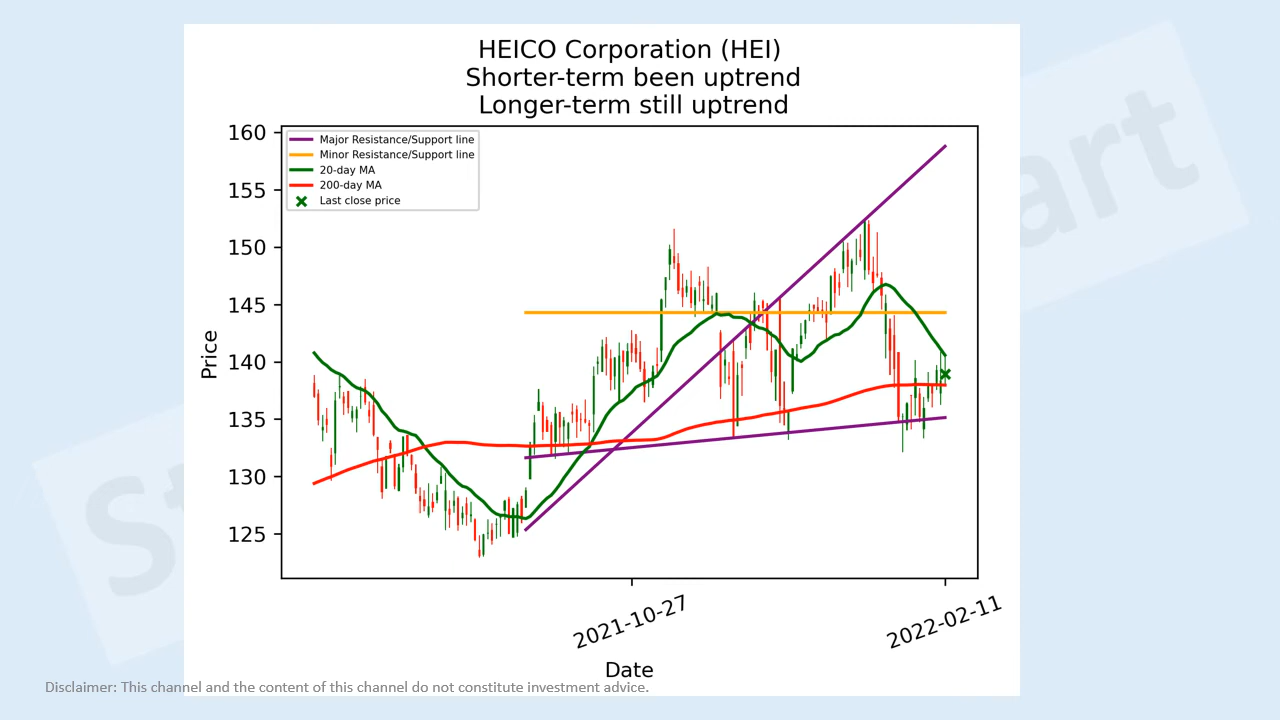 HEICO Corporation (HEI)
Shorter-term been uptrend
Longer-term still uptrend
160
155
150
145
140
135
130
125
Price
Major Resistance/Support line
Minor Resistance/Support line
20-day MA
200-day MA
Last close price
2021-10-27
2022-02-11
Date
Disclaimer: This channel and the content of this channel do not constitute investment advice.
St
art